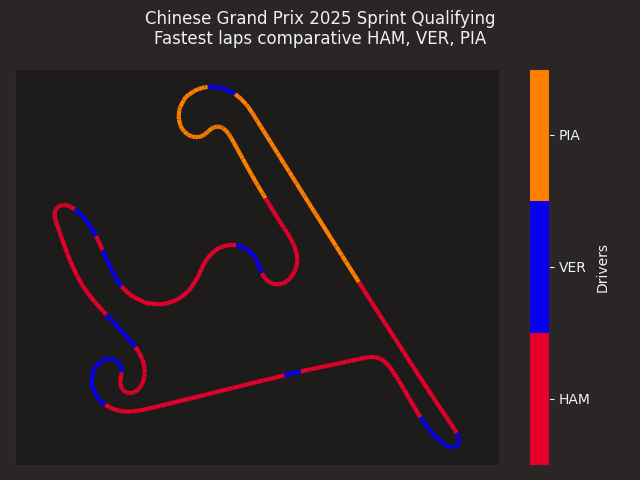 Chinese Grand Prix 2025 Sprint Qualifying
Fastest laps comparative HAM, VER, PIA
PIA
VER
HAM
Drivers